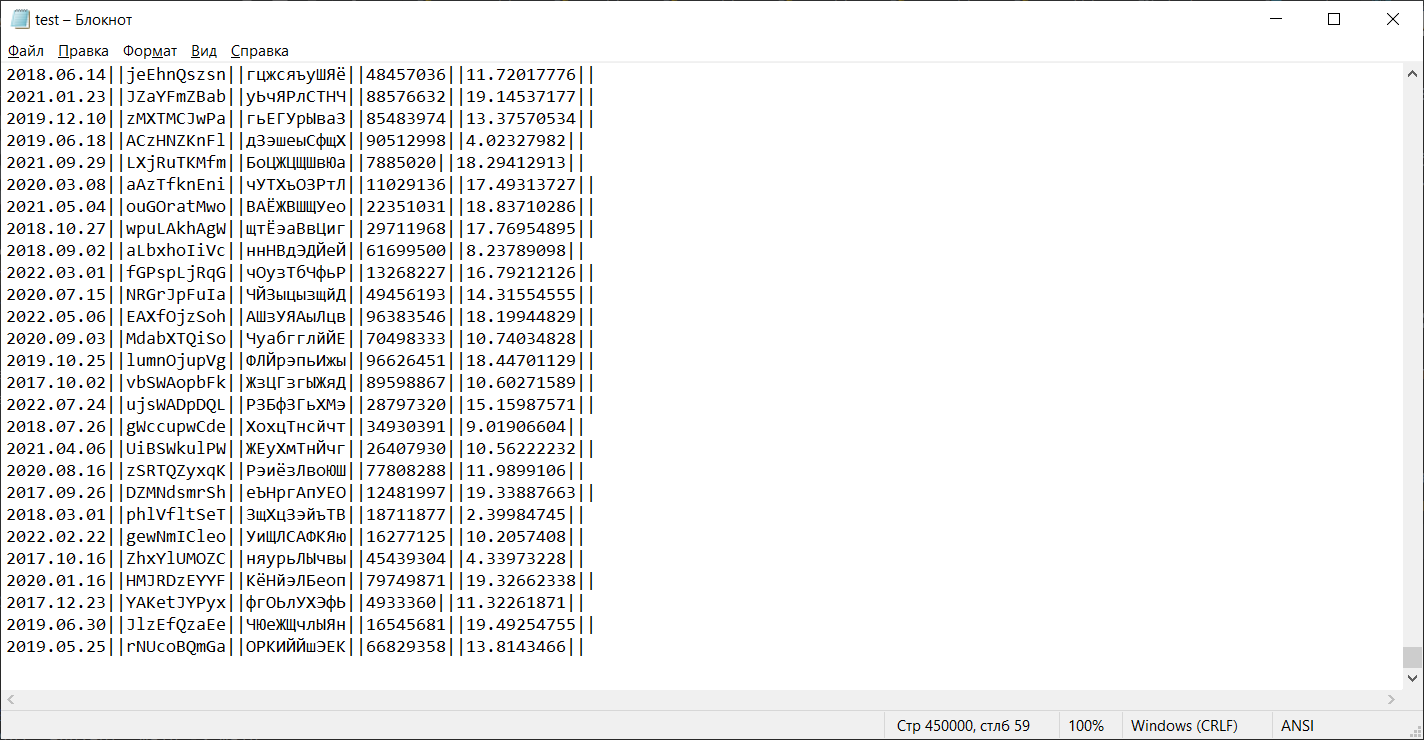 test – Блокнот
Файл Правка Формат Вид Справка
2018.06.14||jeEhnQszsn||гцжсяъуШЯё||48457036||11.72017776||
2021.01.23||JZaYFmZBab||уЬчЯРлСТНЧ||88576632||19.14537177||
2019.12.10||zMXTMCJwPa||гьЕГУрЫваЗ||85483974||13.37570534||
2019.06.18||ACzHNZKnFl||дЗэшеыСфщХ||90512998||4.02327982||
2021.09.29||LXjRuTKMfm||БоЦЖЦЩШвЮа||7885020||18.29412913||
2020.03.08||aAzTfknEni||чУТХъОЗРтЛ||11029136||17.49313727||
2021.05.04||ouGOratMwo||ВАЁЖВШЩУео||22351031||18.83710286||
2018.10.27||wpuLAkhAgW||щтЁэаВвЦиг||29711968||17.76954895||
2018.09.02||aLbxhoIiVc||ннНВдЭДЙеЙ||61699500||8.23789098||
2022.03.01||fGPspLjRqG||чОузТбЧфьР||13268227||16.79212126||
2020.07.15||NRGrJpFuIa||ЧЙЗыцызщйД||49456193||14.31554555||
2022.05.06||EAXfOjzSoh||АШзУЯАыЛцв||96383546||18.19944829||
2020.09.03||MdabXTQiSo||ЧуабгглйЙЕ||70498333||10.74034828||
2019.10.25||lumnOjupVg||ФЛЙрэпьИжы||96626451||18.44701129||
2017.10.02||vbSWAopbFk||ЖзЦГзгЫЖяД||89598867||10.60271589||
2022.07.24||ujsWADpDQL||РЗБфЗГьХМэ||28797320||15.15987571||
2018.07.26||gWccupwCde||ХохцТнсйчт||34930391||9.01906604||
2021.04.06||UiBSWkulPW||ЖЕуХмТнЙчг||26407930||10.56222232||
2020.08.16||zSRTQZyxqK||РэиёзЛвоЮШ||77808288||11.9899106||
2017.09.26||DZMNdsmrSh||еЪНргАпУЕО||12481997||19.33887663||
2018.03.01||phlVfltSeT||ЗщХцЗэйъТВ||18711877||2.39984745||
2022.02.22||gewNmICleo||УиЩЛСАФКЯю||16277125||10.2057408||
2017.10.16||ZhxYlUMOZC||няурьЛЫчвы||45439304||4.33973228||
2020.01.16||HMJRDzEYYF||КёНйэЛБеоп||79749871||19.32662338||
2017.12.23||YAKetJYPyx||фгОЬлУХЭфЬ||4933360||11.32261871||
2019.06.30||JlzEfQzaEe||ЧЮеЖЩчлЫЯн||16545681||19.49254755||
2019.05.25||rNUcoBQmGa||ОРКИЙЙшЭЕК||66829358||13.8143466||
Стр 450000, стлб 59 100% Windows (CRLF) ANSI